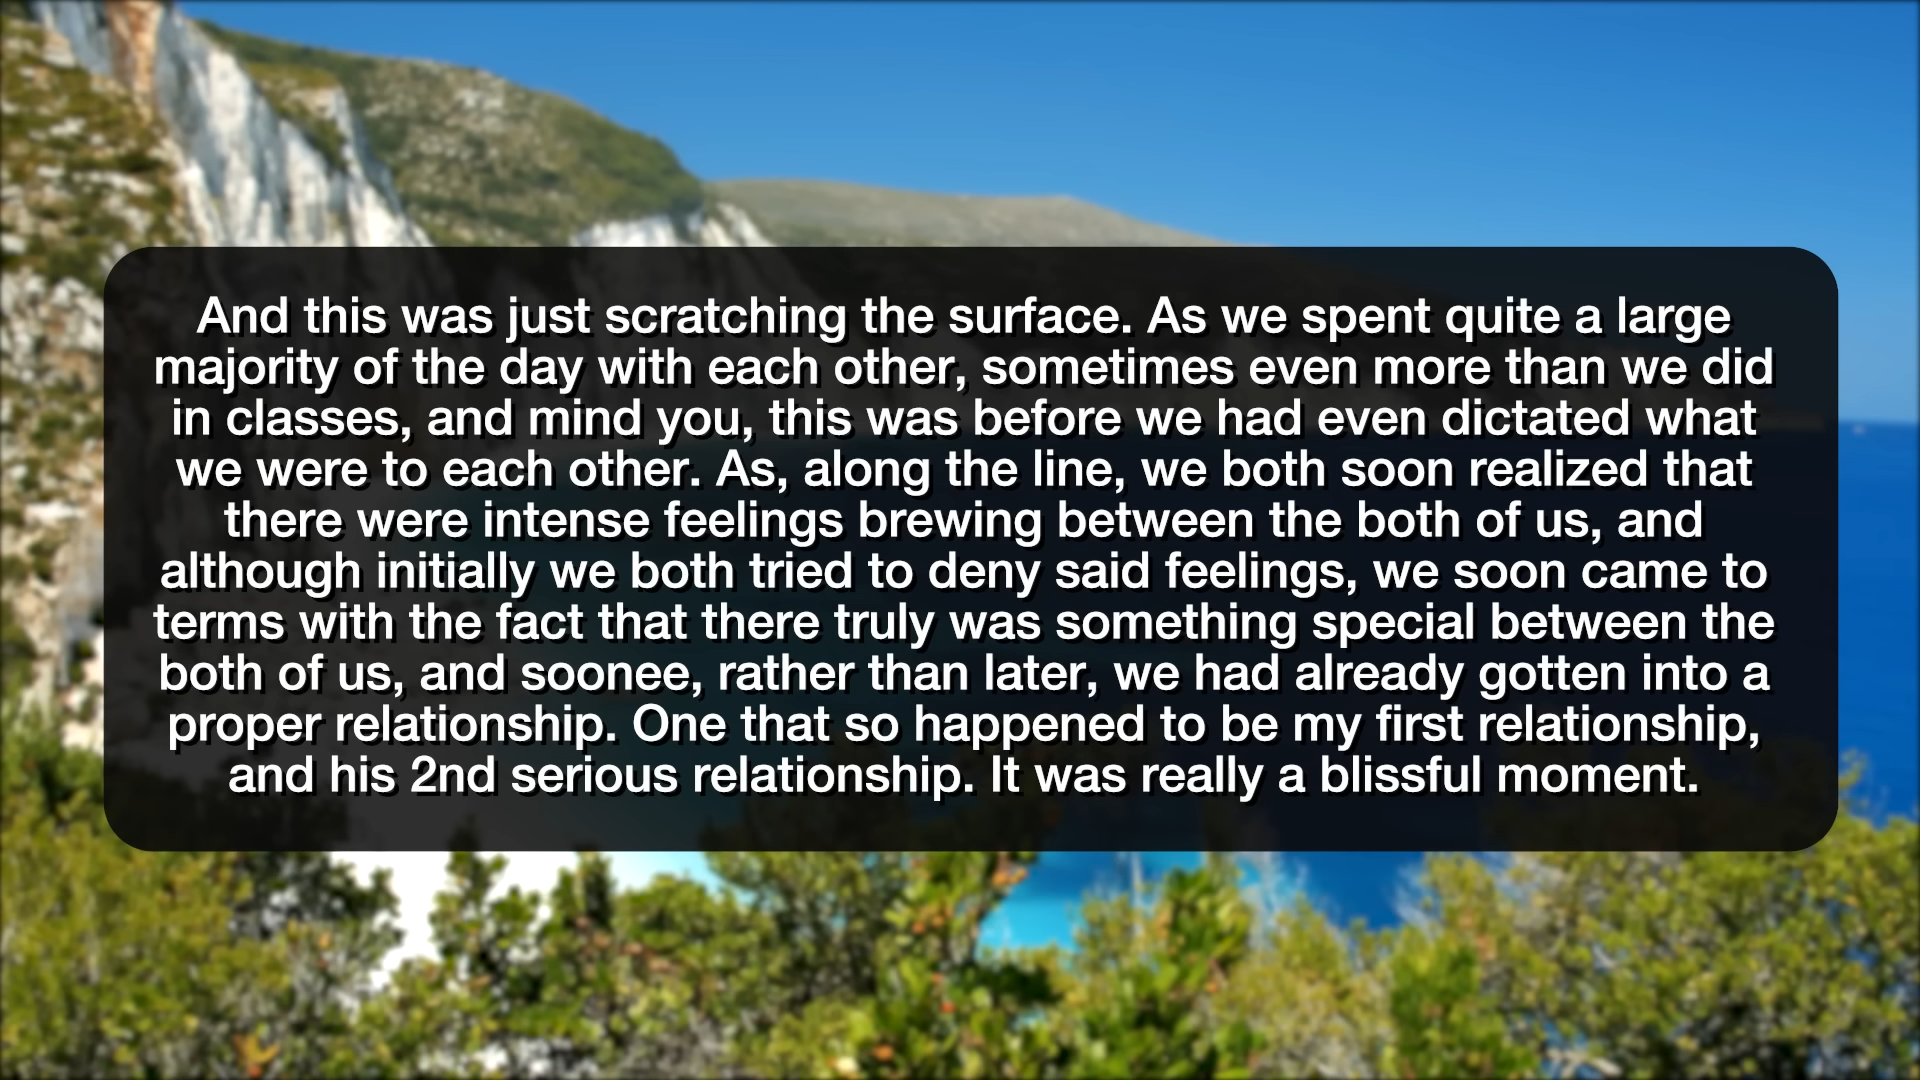 And this was just scratching the surface. As we spent quite a large
majority of the day with each other, sometimes even more than we did
in classes, and mind you, this was before we had even dictated what
we were to each other. As, along the line, we both soon realized that
there were intense feelings brewing between the both of us, and
although initially we both tried to deny said feelings, we soon came to
terms with the fact that there truly was something special between the
both of us, and soonee, rather than later, we had already gotten into a
proper relationship. One that so happened to be my first relationship,
and his 2nd serious relationship. It was really a blissful moment.